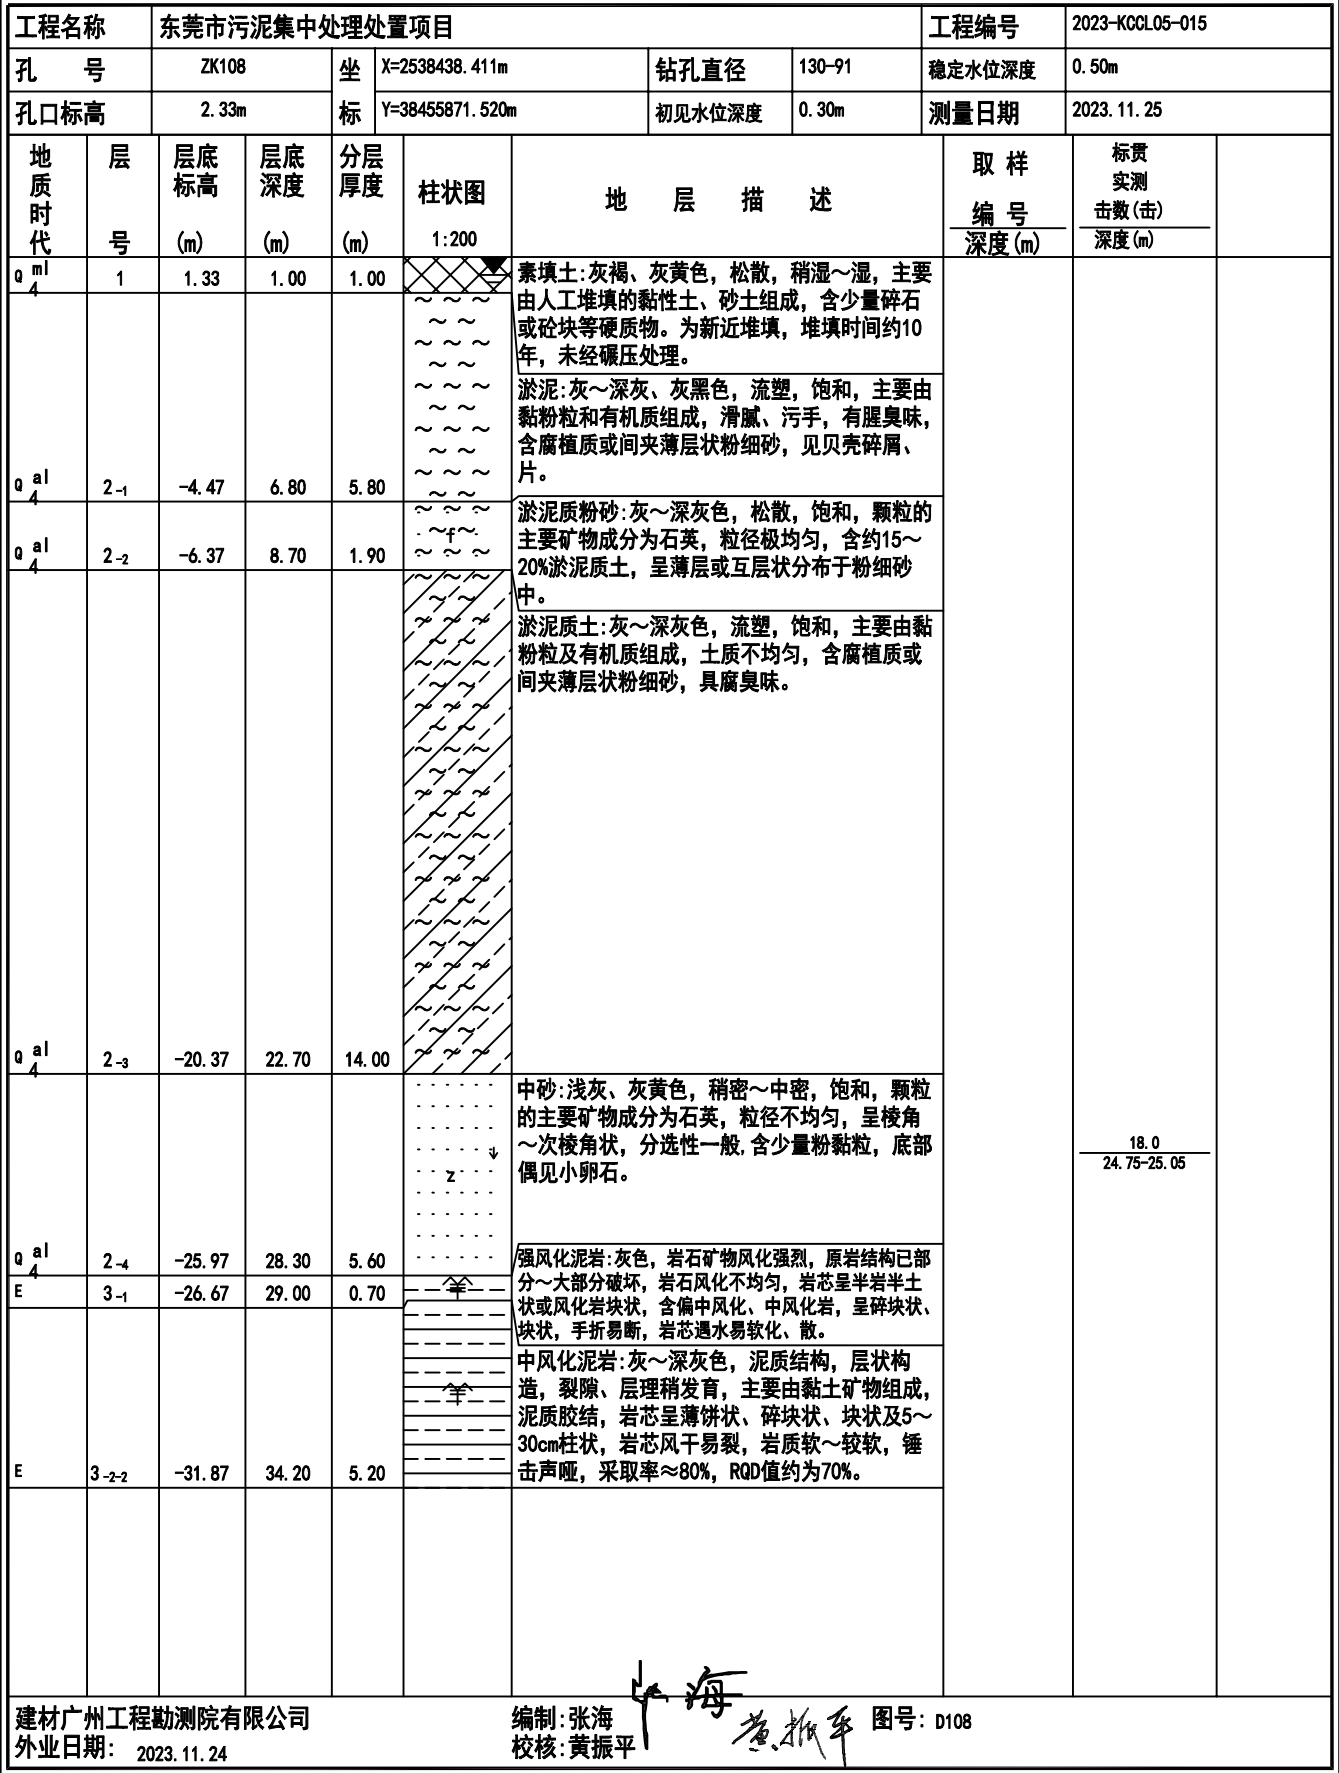 工程名称 东莞市污泥集中处理处置项目 工程编号 2023-KCCL05-015
孔 号 ZK108 坐 X=2538438.411m 钻孔直径 130-91 稳定水位深度 0.50m
孔口标高 2.33m 标 Y=38455871.520m 初见水位深度 0.30m 测量日期 2023.11.25
地质时代 层号 层底标高(m) 层底深度(m) 分层厚度(m) 柱状图 1:200 地 层 描 述 取样编号 深度(m) 标贯实测击数(击) 深度(m)
Q ml 4 1 1.33 1.00 1.00
素填土:灰褐、灰黄色，松散，稍湿～湿，主要
由人工堆填的黏性土、砂土组成，含少量碎石
或砼块等硬质物。为新近堆填，堆填时间约10
年，未经碾压处理。
淤泥:灰～深灰、灰黑色，流塑，饱和，主要由
黏粉粒和有机质组成，滑腻、污手，有腥臭味，
含腐植质或间夹薄层状粉细砂，见贝壳碎屑、
片。
Q al 4 2-1 -4.47 6.80 5.80
淤泥质粉砂:灰～深灰色，松散，饱和，颗粒的
主要矿物成分为石英，粒径极均匀，含约15～
20%淤泥质土，呈薄层或互层状分布于粉细砂
中。
f
Q al 4 2-2 -6.37 8.70 1.90
淤泥质土:灰～深灰色，流塑，饱和，主要由黏
粉粒及有机质组成，土质不均匀，含腐植质或
间夹薄层状粉细砂，具腐臭味。
Q al 4 2-3 -20.37 22.70 14.00
中砂:浅灰、灰黄色，稍密～中密，饱和，颗粒
的主要矿物成分为石英，粒径不均匀，呈棱角
～次棱角状，分选性一般,含少量粉黏粒，底部
偶见小卵石。
z
18.0
24.75-25.05
Q al 4 2-4 -25.97 28.30 5.60
强风化泥岩:灰色，岩石矿物风化强烈，原岩结构已部
分～大部分破坏，岩石风化不均匀，岩芯呈半岩半土
状或风化岩块状，含偏中风化、中风化岩，呈碎块状、
块状，手折易断，岩芯遇水易软化、散。
E 3-1 -26.67 29.00 0.70
中风化泥岩:灰～深灰色，泥质结构，层状构
造，裂隙、层理稍发育，主要由黏土矿物组成，
泥质胶结，岩芯呈薄饼状、碎块状、块状及5～
30cm柱状，岩芯风干易裂，岩质软～较软，锤
击声哑，采取率≈80%，RQD值约为70%。
E 3-2-2 -31.87 34.20 5.20
建材广州工程勘测院有限公司 编制:张海 张海 图号: D108
外业日期: 2023.11.24 校核:黄振平 黄振平